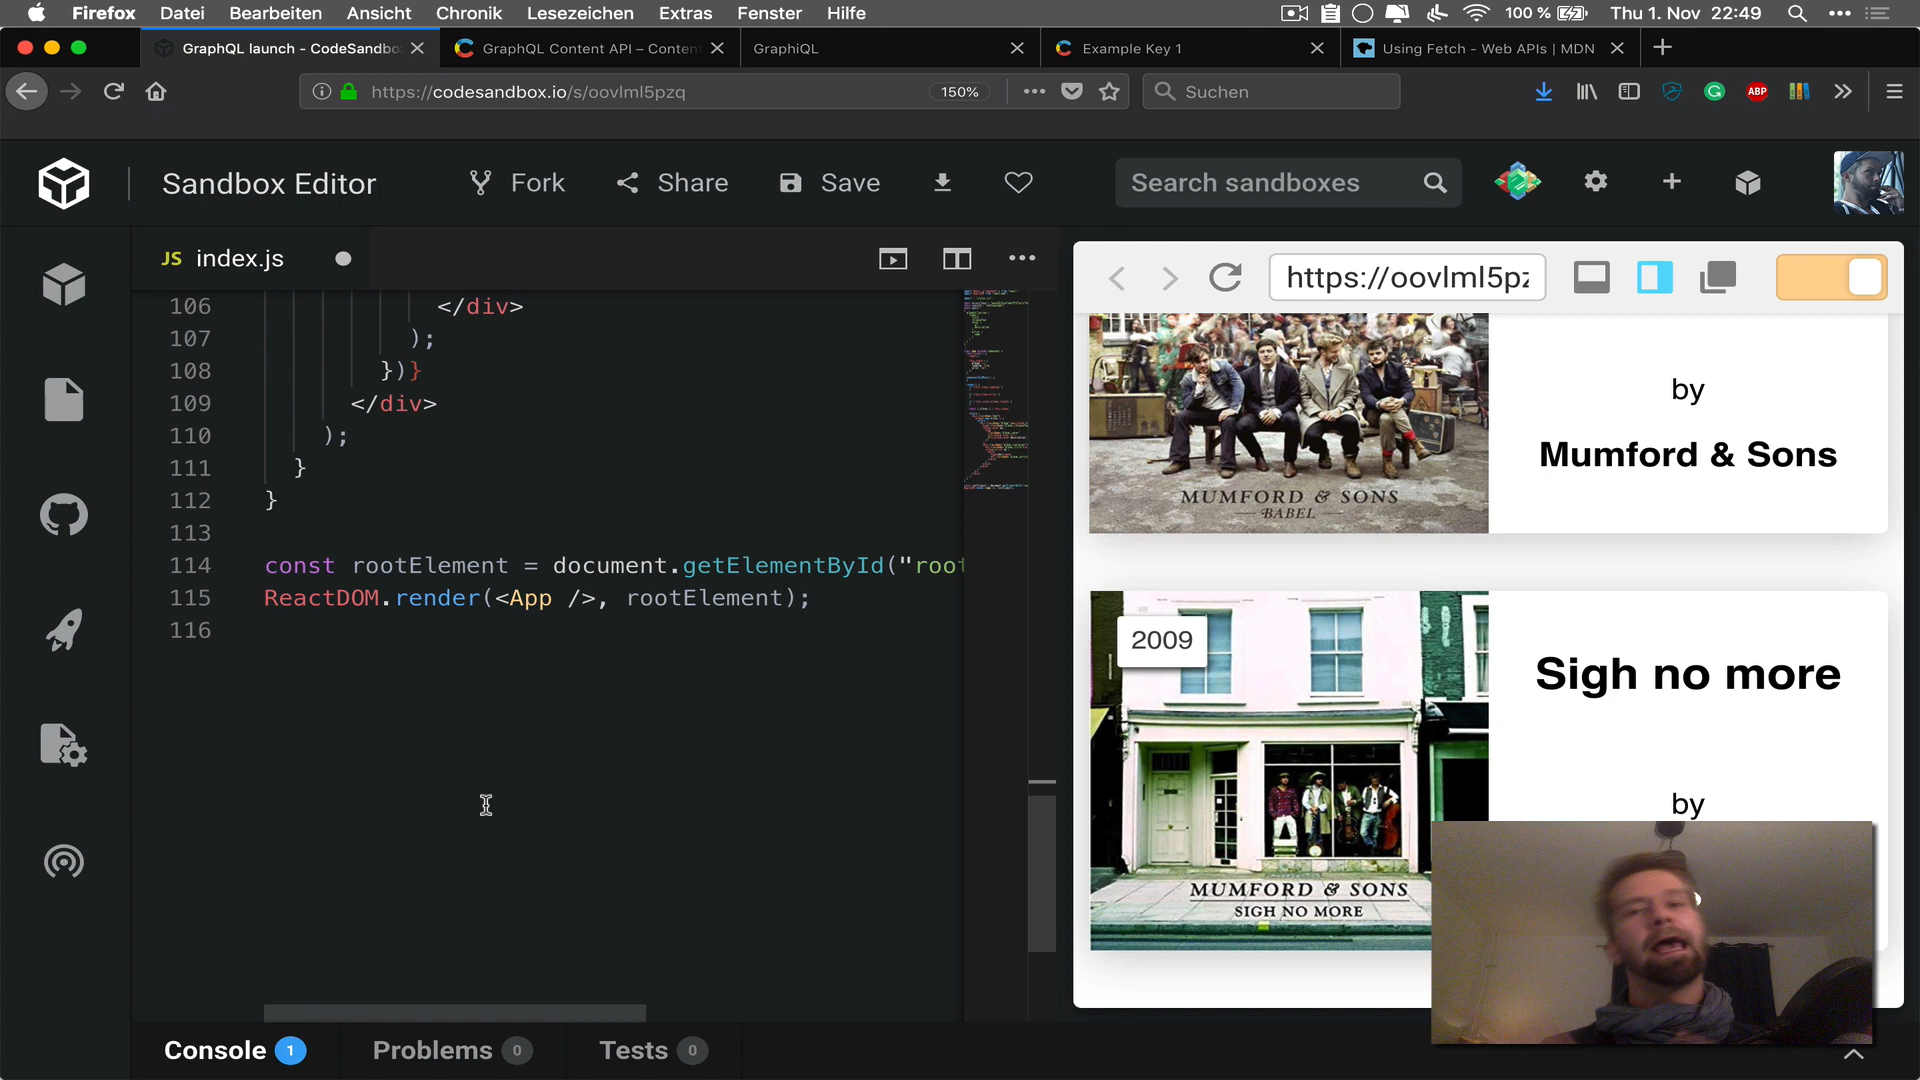 Firefox Datei Bearbeiten Ansicht Chronik Lesezeichen Extras Fenster Hilfe 100 % Thu 1. Nov 22:49
GraphQL launch - CodeSandbo GraphQL Content API – Conten GraphiQL Example Key 1 Using Fetch - Web APIs | MDN
https://codesandbox.io/s/oovlml5pzq 150% Suchen ABP
Sandbox Editor Fork Share Save Search sandboxes
JS index.js
https://oovlml5pz
106 </div>
107 );
108 })}
109 </div>
110 );
111 }
112 }
113
114 const rootElement = document.getElementById("root
115 ReactDOM.render(<App />, rootElement);
116
by
Mumford & Sons
MUMFORD & SONS
BABEL
2009
Sigh no more
by
MUMFORD & SONS
SIGH NO MORE
Console 1 Problems 0 Tests 0